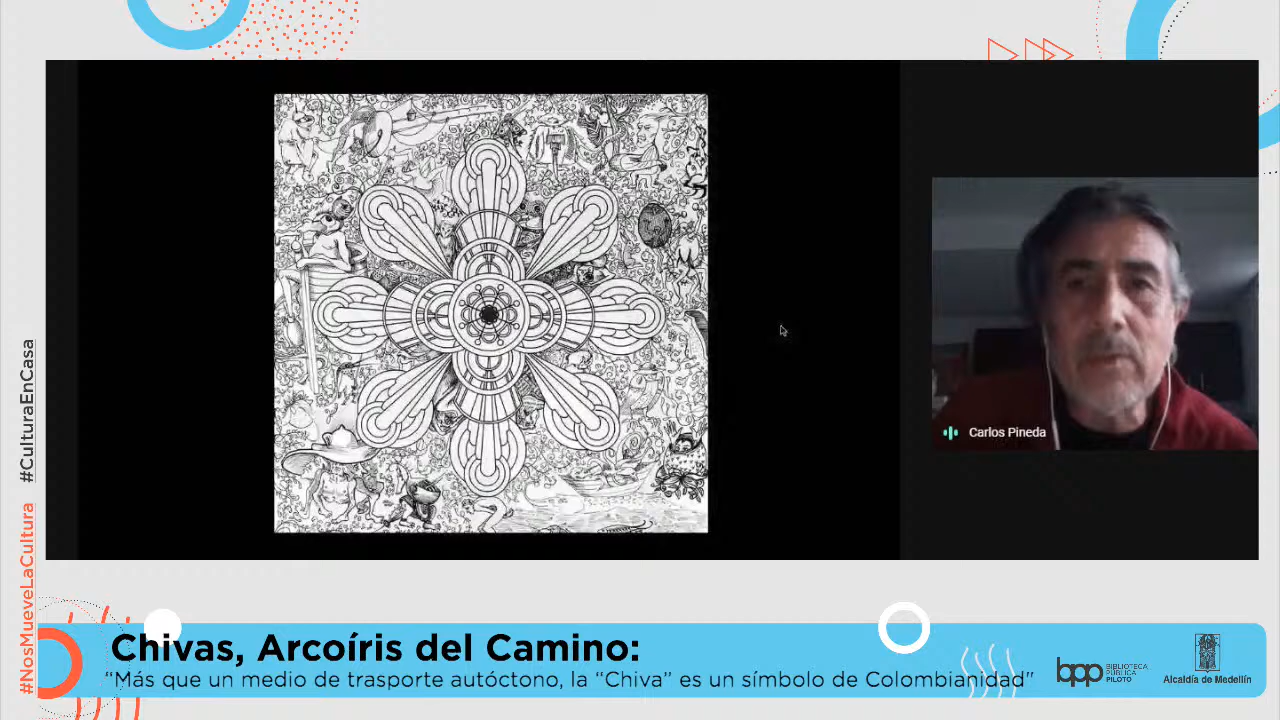 #CulturaEnCasa
#NosMueveLaCultura
Carlos Pineda
Chivas, Arcoíris del Camino:
“Más que un medio de trasporte autóctono, la “Chiva” es un símbolo de Colombianidad"
bpp
BIBLIOTECA
PÚBLICA
PILOTO
Alcaldía de Medellín